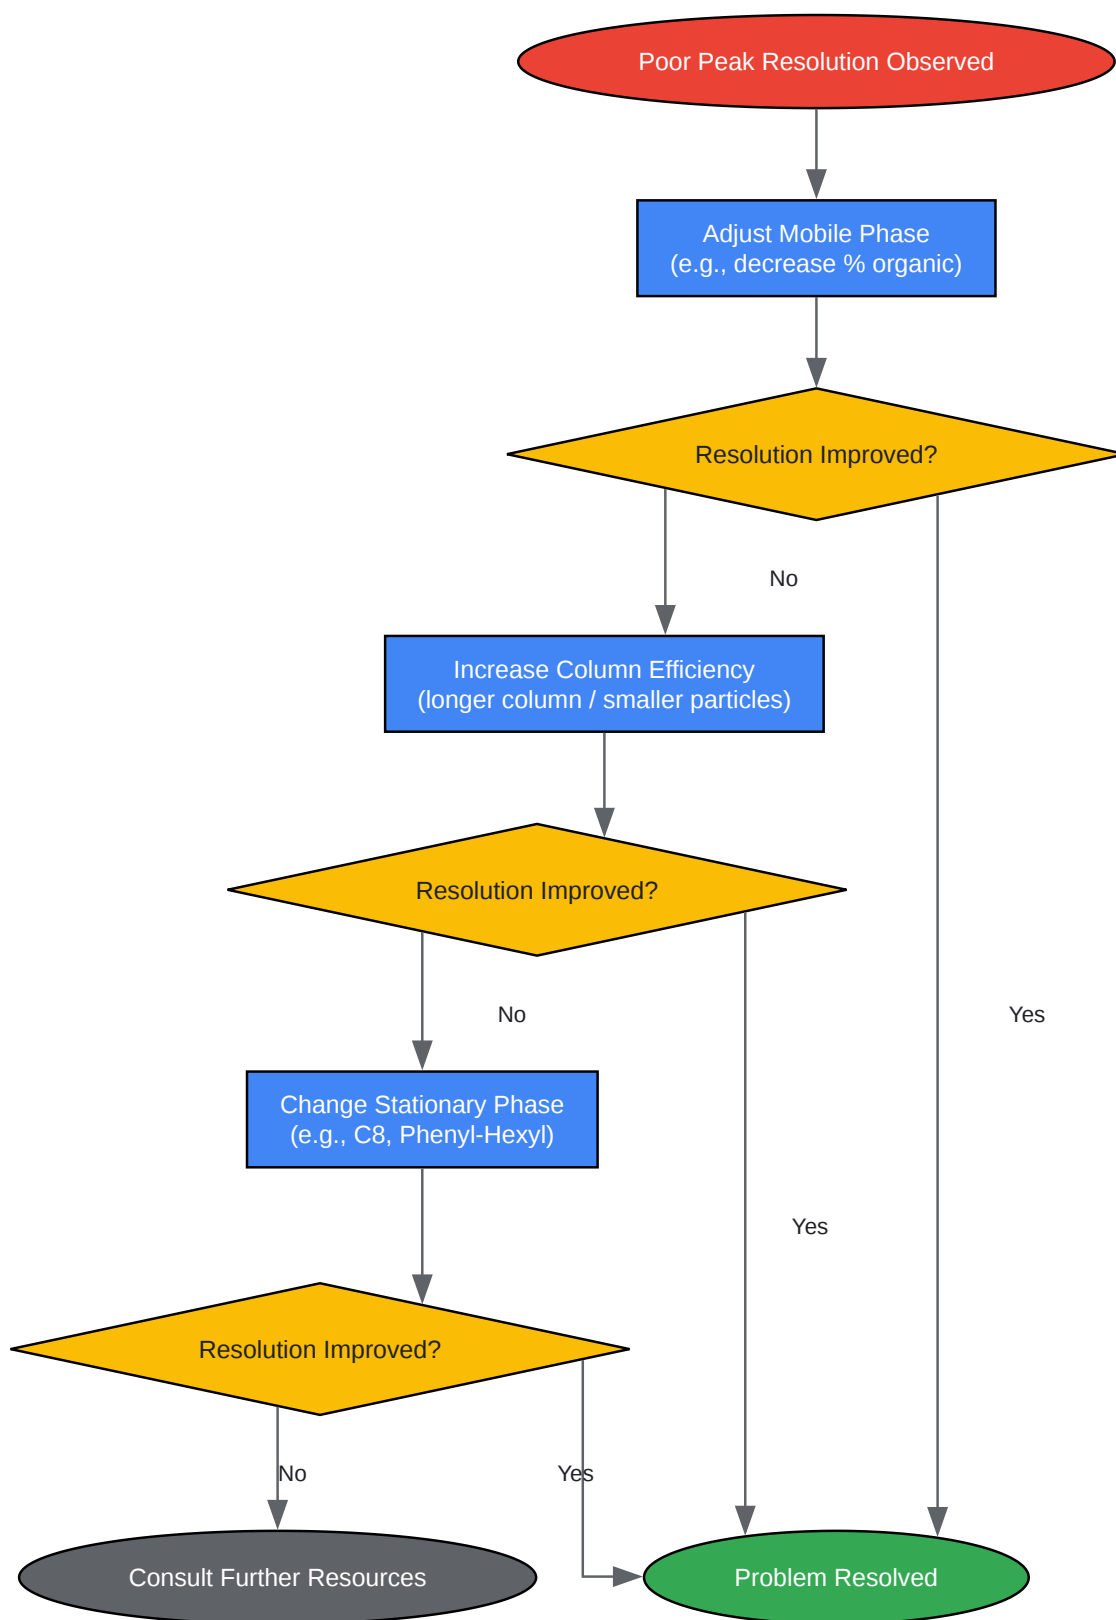 Poor Peak Resolution Observed
Adjust Mobile Phase
(e.g., decrease % organic)
Resolution Improved?
No
Increase Column Efficiency
(longer column / smaller particles)
Resolution Improved?
No
Yes
Change Stationary Phase
(e.g., C8, Phenyl-Hexyl)
Yes
Resolution Improved?
No
Yes
Consult Further Resources
Problem Resolved